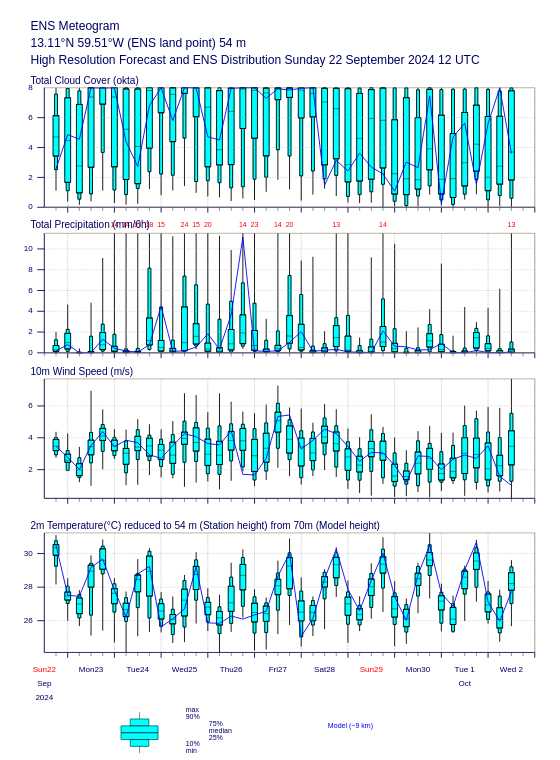 ENS Meteogram
13.11°N 59.51°W (ENS land point) 54 m
High Resolution Forecast and ENS Distribution Sunday 22 September 2024 12 UTC
Total Cloud Cover (okta)
8
6
4
2
0
Total Precipitation (mm/6h)
18 15 24 15 20 14 23 14 20 13 14 13
10
8
6
4
2
0
10m Wind Speed (m/s)
6
4
2
2m Temperature(°C) reduced to 54 m (Station height) from 70m (Model height)
30
28
26
Sun22 Mon23 Tue24 Wed25 Thu26 Fri27 Sat28 Sun29 Mon30 Tue 1 Wed 2
Sep Oct
2024
max
90%
75%
median
25%
10%
min
Model (~9 km)